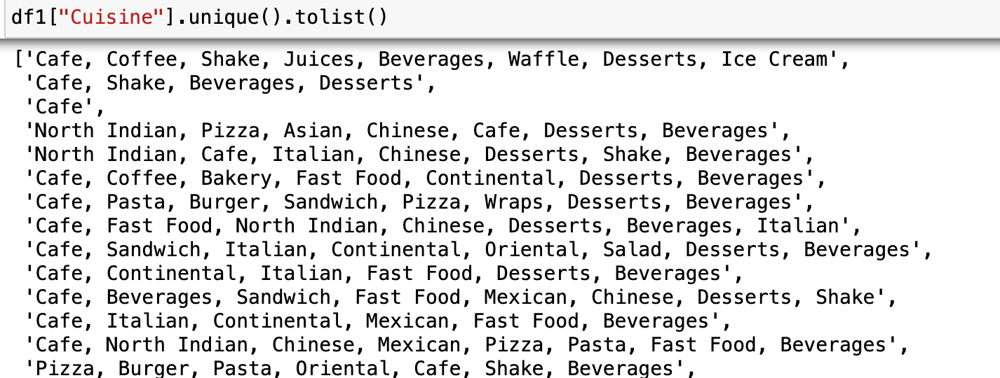 df1["Cuisine"].unique().tolist()
['Cafe, Coffee, Shake, Juices, Beverages, Waffle, Desserts, Ice Cream',
'Cafe, Shake, Beverages, Desserts',
'Cafe',
'North Indian, Pizza, Asian, Chinese, Cafe, Desserts, Beverages',
'North Indian, Cafe, Italian, Chinese, Desserts, Shake, Beverages',
'Cafe, Coffee, Bakery, Fast Food, Continental, Desserts, Beverages',
'Cafe, Pasta, Burger, Sandwich, Pizza, Wraps, Desserts, Beverages',
'Cafe, Fast Food, North Indian, Chinese, Desserts, Beverages, Italian',
'Cafe, Sandwich, Italian, Continental, Oriental, Salad, Desserts, Beverages',
'Cafe, Continental, Italian, Fast Food, Desserts, Beverages',
'Cafe, Beverages, Sandwich, Fast Food, Mexican, Chinese, Desserts, Shake',
'Cafe, Italian, Continental, Mexican, Fast Food, Beverages',
'Cafe, North Indian, Chinese, Mexican, Pizza, Pasta, Fast Food, Beverages',
'Pizza, Burger, Pasta, Oriental, Cafe, Shake, Beverages',